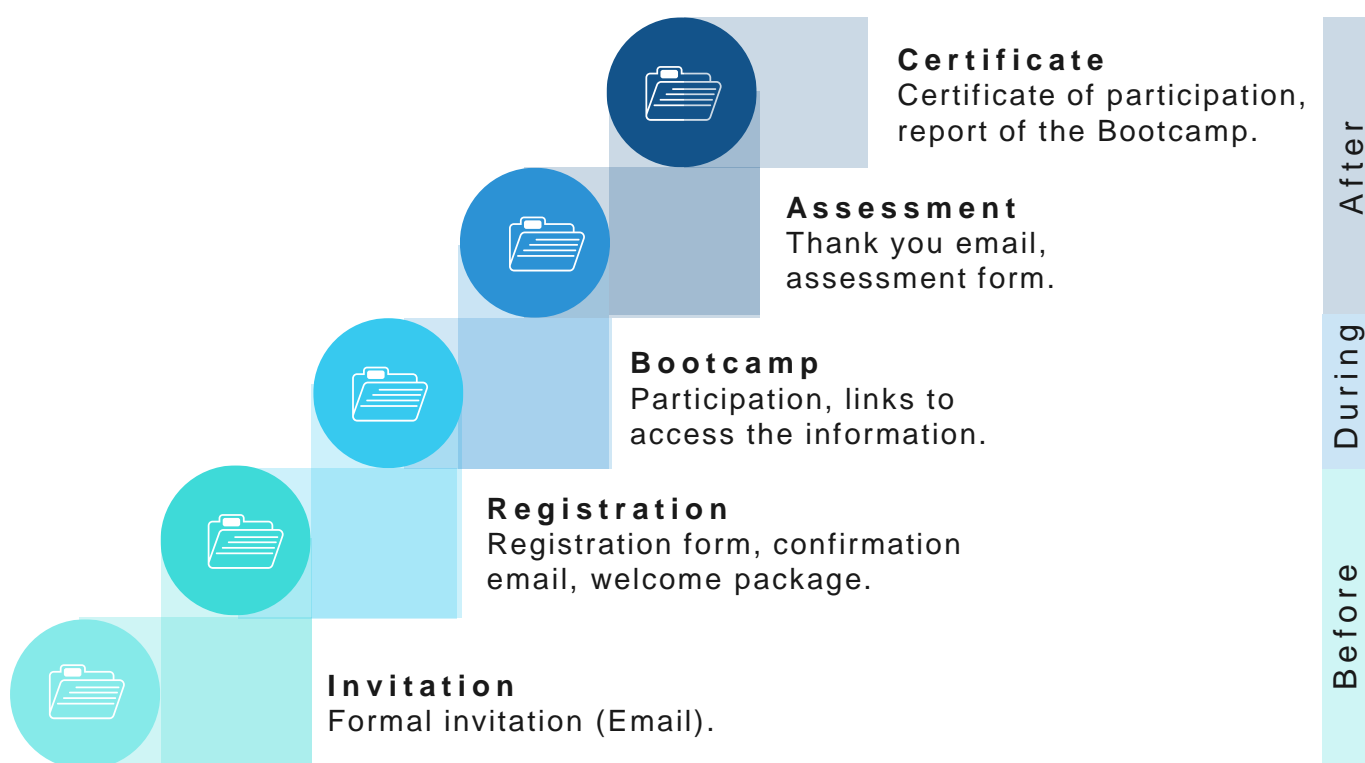 Certificate
Certificate of participation,
report of the Bootcamp.
After
Assessment
Thank you email,
assessment form.
Bootcamp
Participation, links to
access the information.
During
Registration
Registration form, confirmation
email, welcome package.
Before
Invitation
Formal invitation (Email).